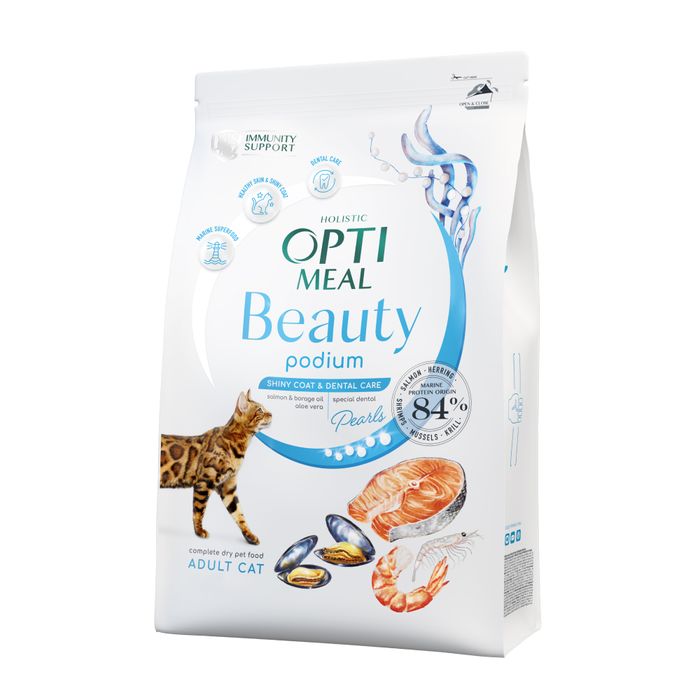 IMMUNITY
SUPPORT
OPEN & CLOSE
DENTAL CARE
HEALTHY SKIN & SHINY COAT
MARINE SUPERFOOD
HOLISTIC
OPTI
MEAL
Beauty
podium
SHINY COAT & DENTAL CARE
salmon & borage oil
aloe vera
special dental
Pearls
SALMON · HERRING · KRILL · MUSSELS · SHRIMPS ·
MARINE
PROTEIN ORIGIN
84%
complete dry pet food
ADULT CAT